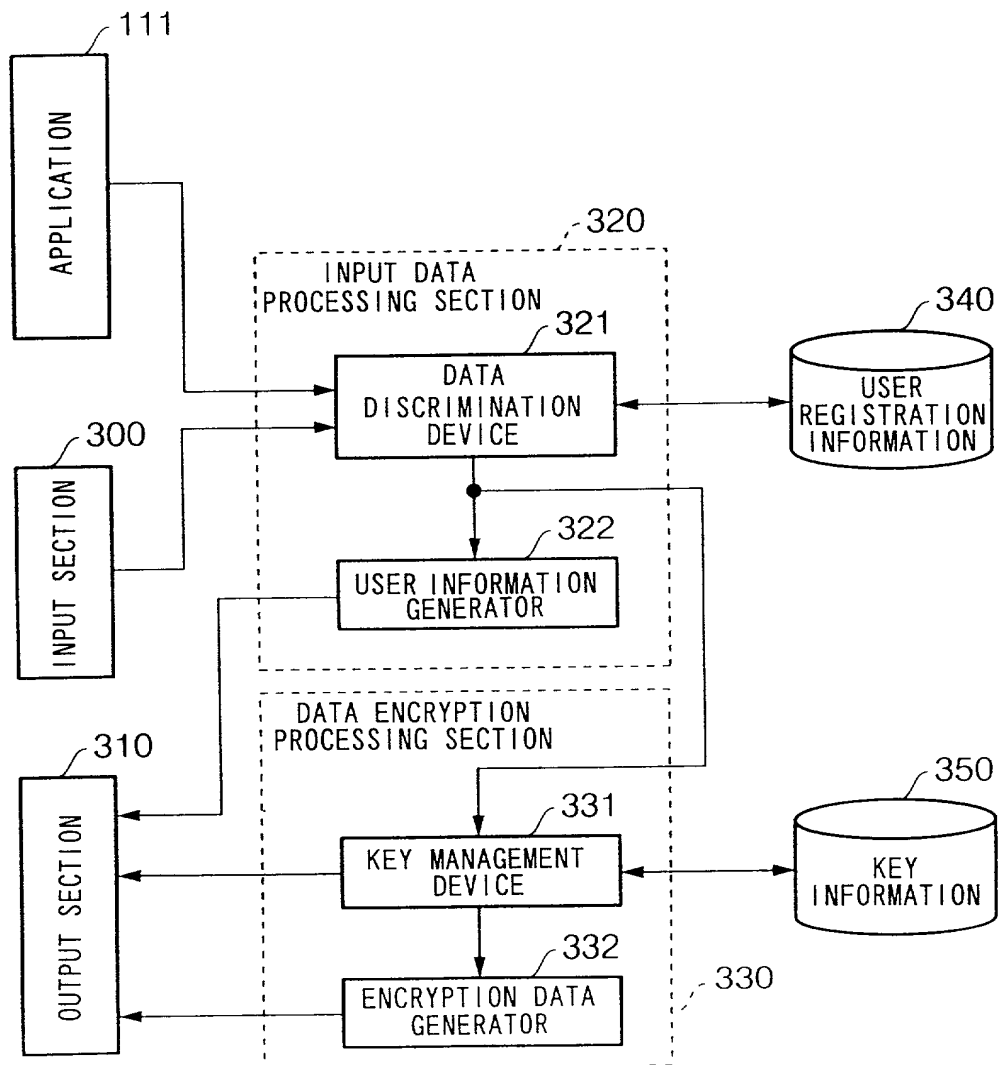 111
APPLICATION
320
INPUT DATA
PROCESSING SECTION
321
DATA
DISCRIMINATION
DEVICE
340
USER
REGISTRATION
INFORMATION
300
INPUT SECTION
322
USER INFORMATION
GENERATOR
DATA ENCRYPTION
PROCESSING SECTION
310
OUTPUT SECTION
331
KEY MANAGEMENT
DEVICE
350
KEY
INFORMATION
332
ENCRYPTION DATA
GENERATOR
330